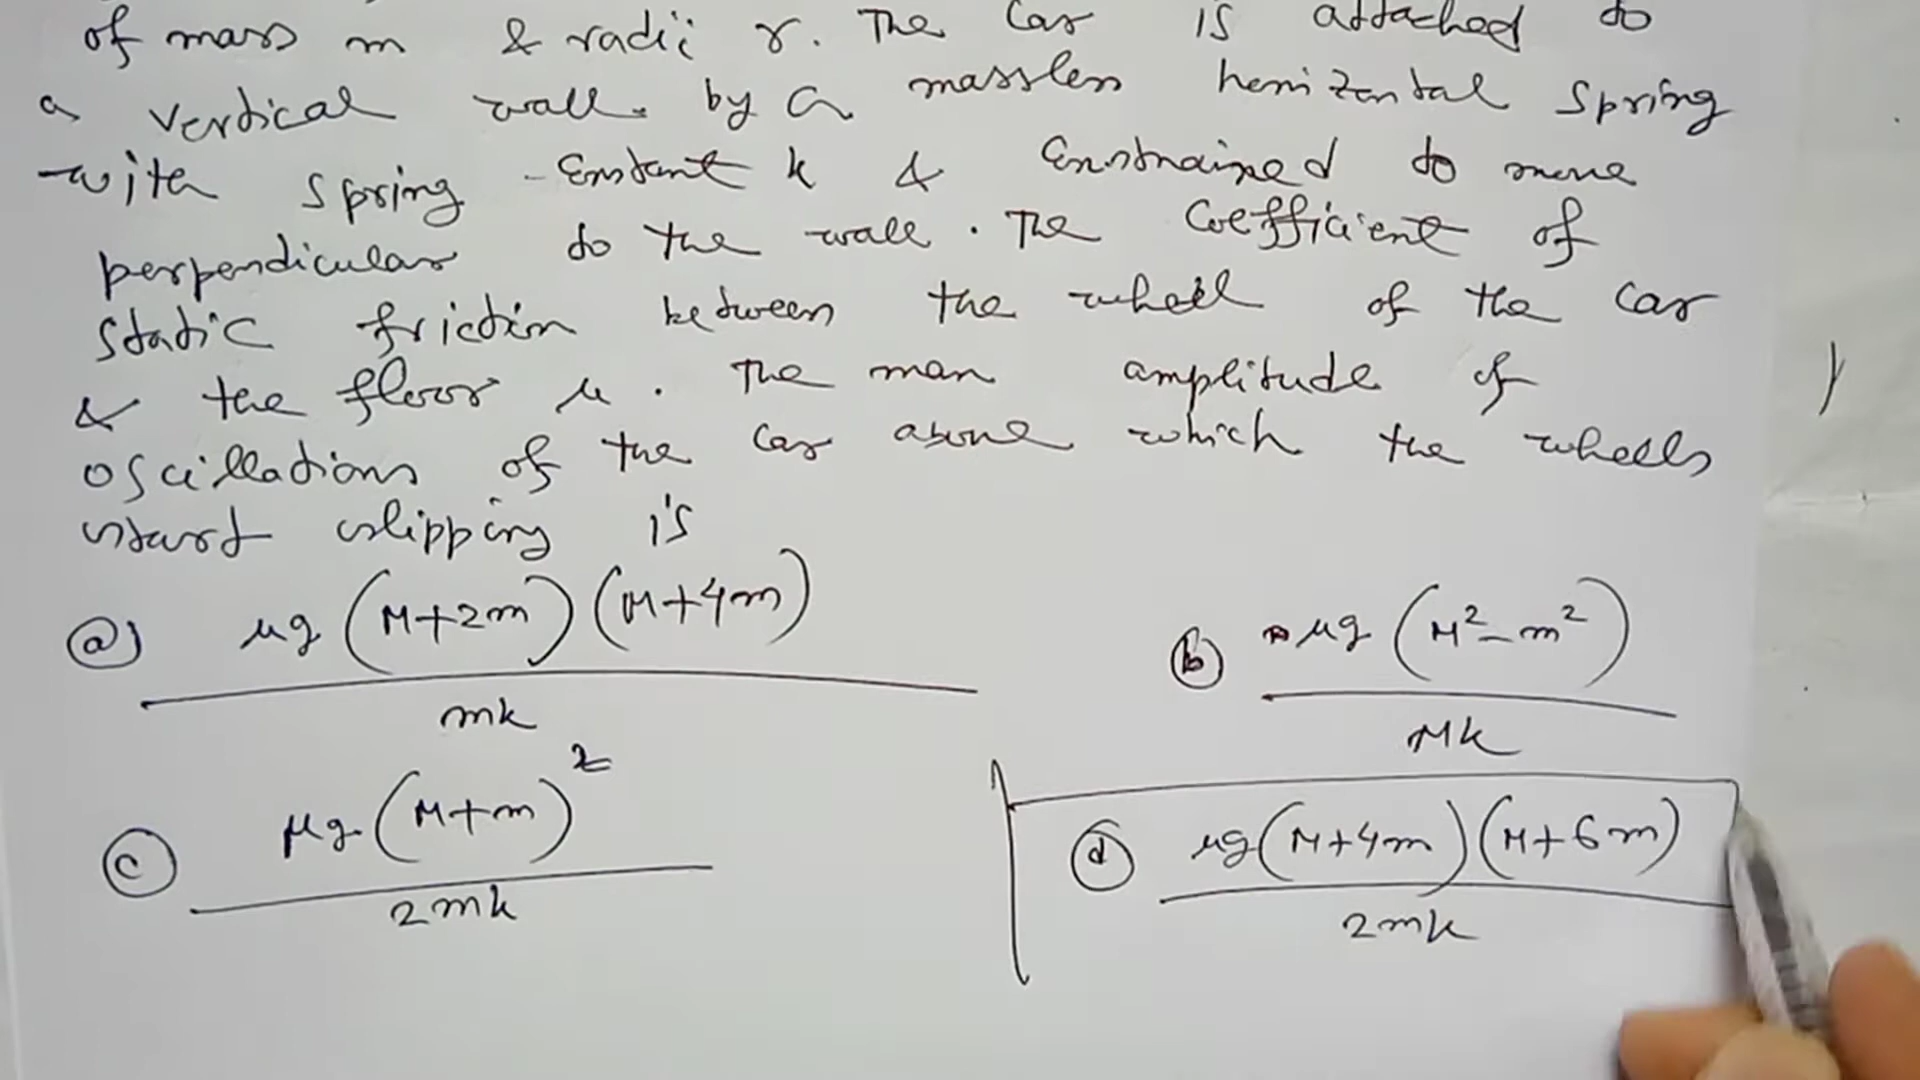 of mass m & radii r. The Car is attached to
a vertical wall by a massless horizontal spring
with spring constant k & constrained to move
perpendicular to the wall. The coefficient of
static friction between the wheel of the car
& the floor μ. The max amplitude of
oscillations of the car above which the wheels
start slipping is
(a) μg (M+2m) (M+4m) / mk
(b) μg (M² - m²) / Mk
(c) μg (M+m)² / 2mk
(d) μg (M+4m) (M+6m) / 2mk